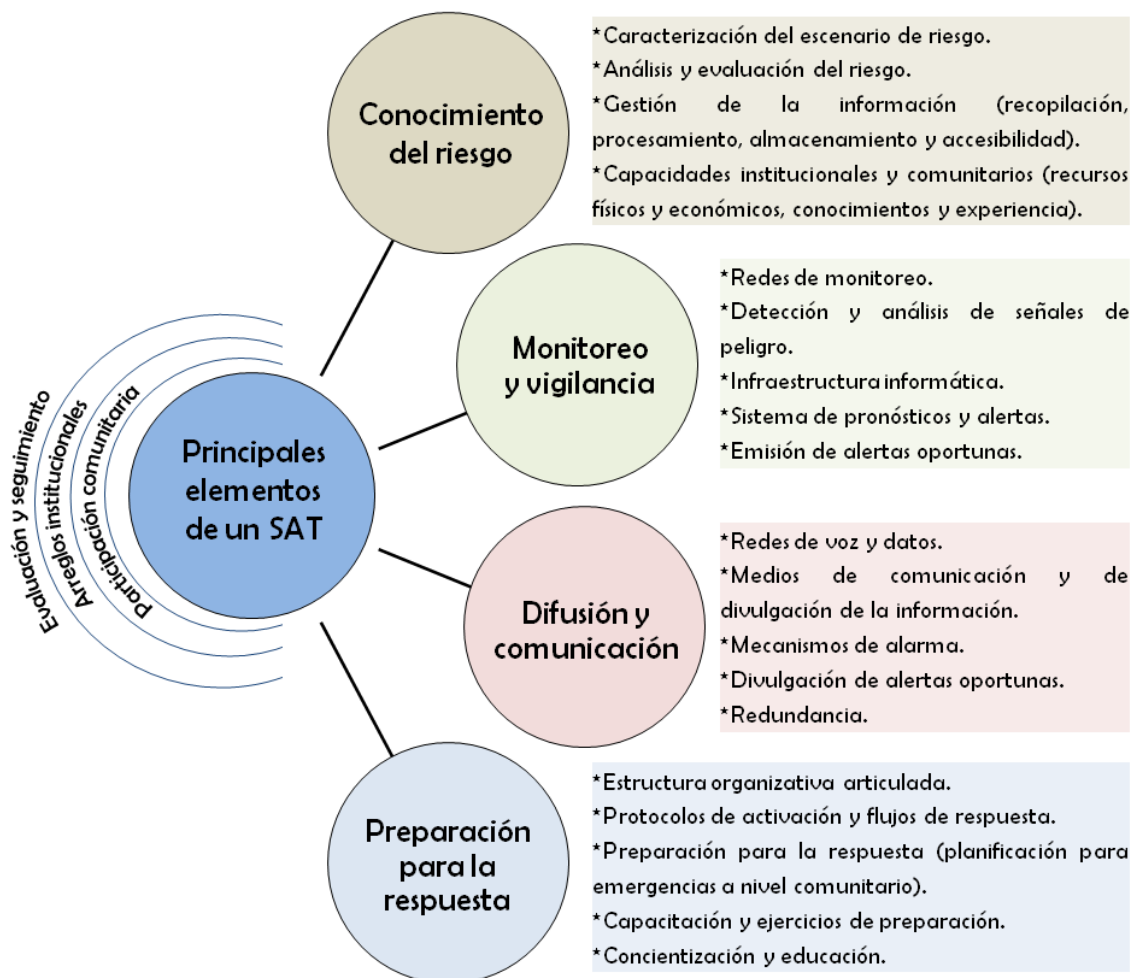 Evaluación y seguimiento
Arreglos institucionales
Participación comunitaria
Principales
elementos
de un SAT
Conocimiento
del riesgo
*Caracterización del escenario de riesgo.
*Análisis y evaluación del riesgo.
*Gestión de la información (recopilación,
procesamiento, almacenamiento y accesibilidad).
*Capacidades institucionales y comunitarios (recursos
físicos y económicos, conocimientos y experiencia).
Monitoreo
y vigilancia
*Redes de monitoreo.
*Detección y análisis de señales de
peligro.
*Infraestructura informática.
*Sistema de pronósticos y alertas.
*Emisión de alertas oportunas.
Difusión y
comunicación
*Redes de voz y datos.
*Medios de comunicación y de
divulgación de la información.
*Mecanismos de alarma.
*Divulgación de alertas oportunas.
*Redundancia.
Preparación
para la
respuesta
*Estructura organizativa articulada.
*Protocolos de activación y flujos de respuesta.
*Preparación para la respuesta (planificación para
emergencias a nivel comunitario).
*Capacitación y ejercicios de preparación.
*Concientización y educación.